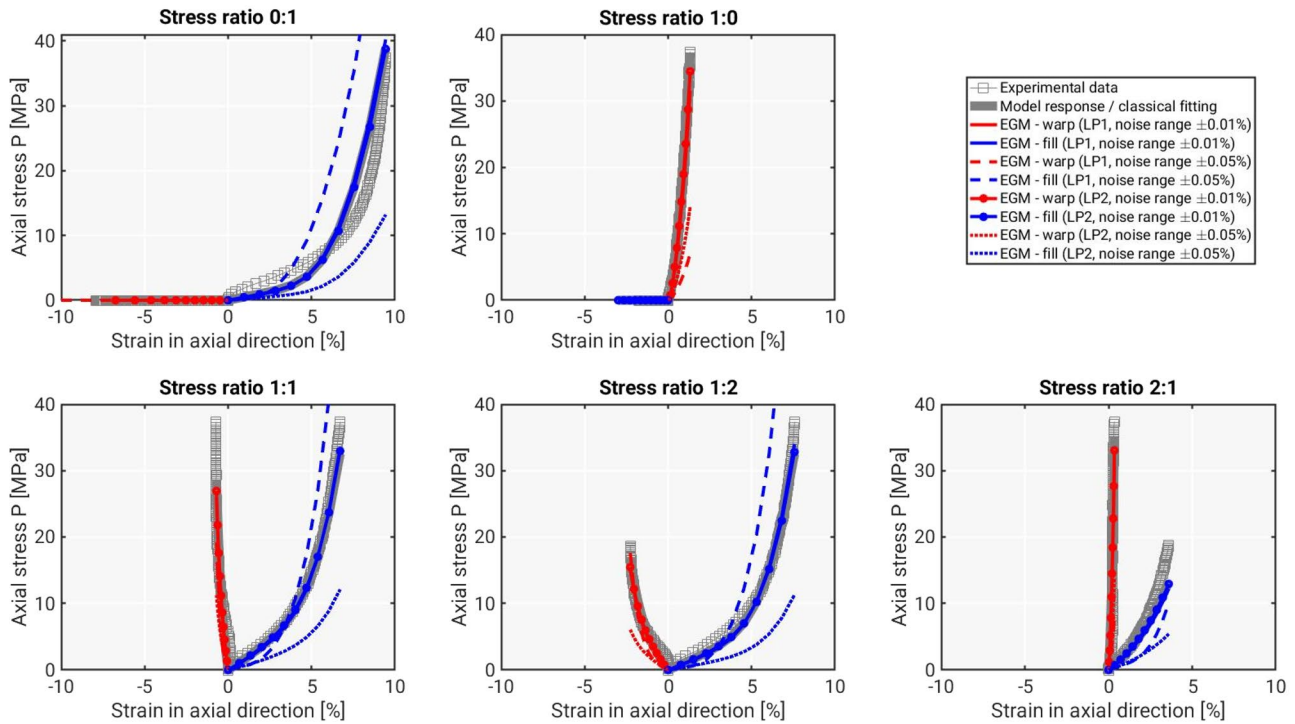 Stress ratio 0:1
40
30
20
10
0
-10
-5
0
5
10
Axial stress P [MPa]
Strain in axial direction [%]
Stress ratio 1:0
40
30
20
10
0
-10
-5
0
5
10
Axial stress P [MPa]
Strain in axial direction [%]
Experimental data
Model response / classical fitting
EGM - warp (LP1, noise range ±0.01%)
EGM - fill (LP1, noise range ±0.01%)
EGM - warp (LP1, noise range ±0.05%)
EGM - fill (LP1, noise range ±0.05%)
EGM - warp (LP2, noise range ±0.01%)
EGM - fill (LP2, noise range ±0.01%)
EGM - warp (LP2, noise range ±0.05%)
EGM - fill (LP2, noise range ±0.05%)
Stress ratio 1:1
40
30
20
10
0
-10
-5
0
5
10
Axial stress P [MPa]
Strain in axial direction [%]
Stress ratio 1:2
40
30
20
10
0
-10
-5
0
5
10
Axial stress P [MPa]
Strain in axial direction [%]
Stress ratio 2:1
40
30
20
10
0
-10
-5
0
5
10
Axial stress P [MPa]
Strain in axial direction [%]